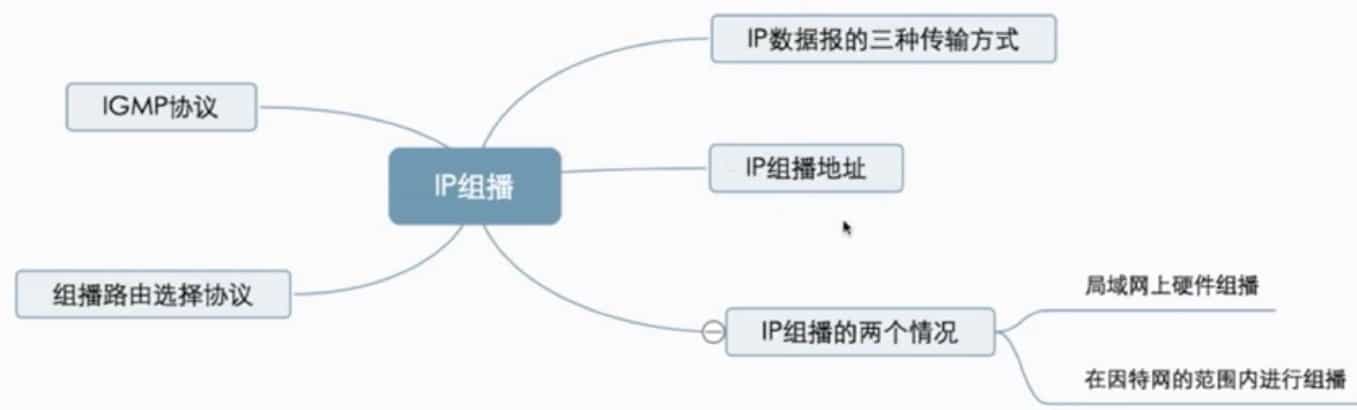 IP数据报的三种传输方式
IGMP协议
IP组播地址
IP组播
组播路由选择协议
局域网上硬件组播
IP组播的两个情况
在因特网的范围内进行组播